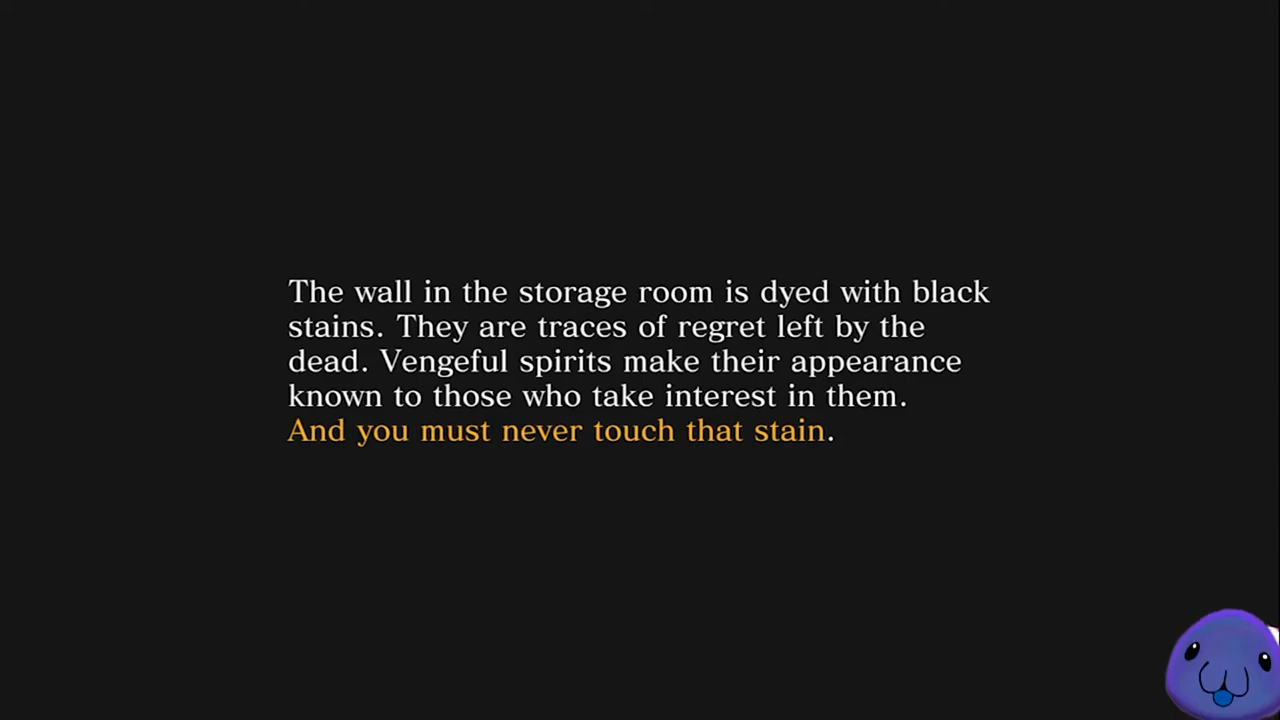 The wall in the storage room is dyed with black
stains. They are traces of regret left by the
dead. Vengeful spirits make their appearance
known to those who take interest in them.
And you must never touch that stain.